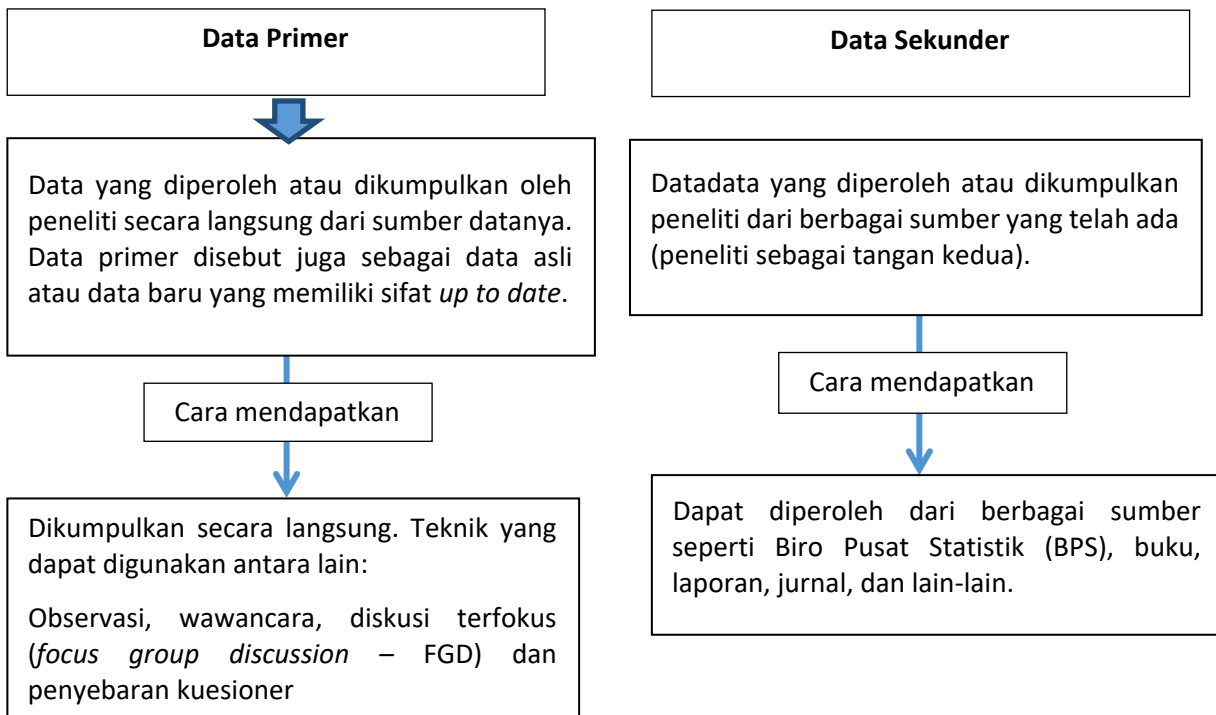 Data Primer
Data yang diperoleh atau dikumpulkan oleh
peneliti secara langsung dari sumber datanya.
Data primer disebut juga sebagai data asli
atau data baru yang memiliki sifat up to date.
Cara mendapatkan
Dikumpulkan secara langsung. Teknik yang
dapat digunakan antara lain:
Observasi, wawancara, diskusi terfokus
(focus group discussion – FGD) dan
penyebaran kuesioner
Data Sekunder
Datadata yang diperoleh atau dikumpulkan
peneliti dari berbagai sumber yang telah ada
(peneliti sebagai tangan kedua).
Cara mendapatkan
Dapat diperoleh dari berbagai sumber
seperti Biro Pusat Statistik (BPS), buku,
laporan, jurnal, dan lain-lain.